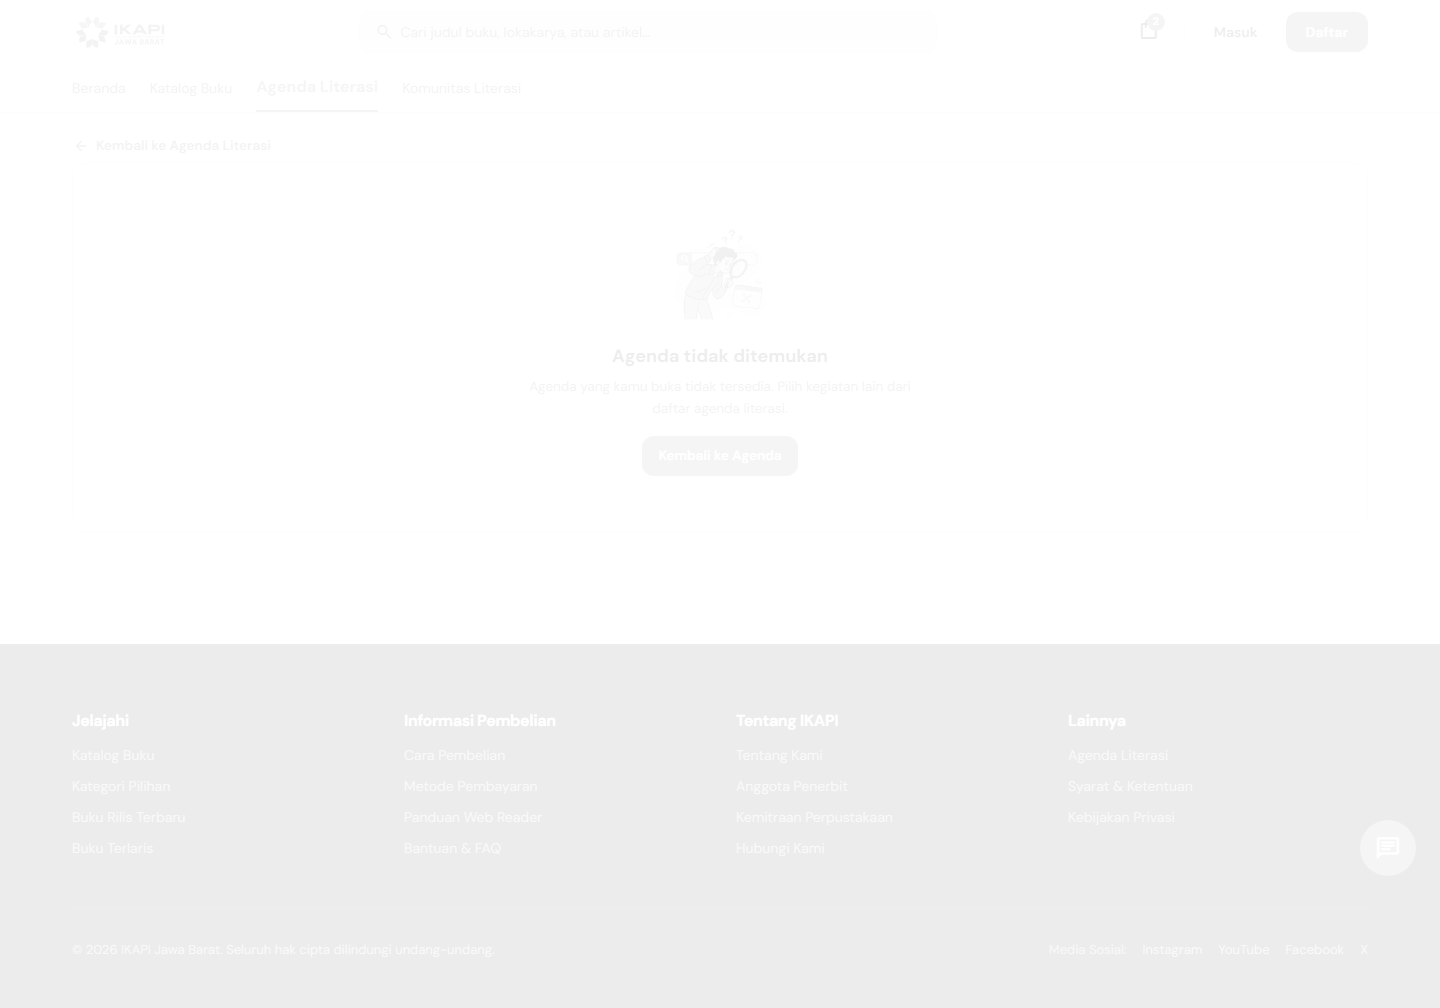 IKAPI
JAWA BARAT
Cari judul buku, lokakarya, atau artikel...
2
Masuk
Daftar
Beranda
Katalog Buku
Agenda Literasi
Komunitas Literasi
Kembali ke Agenda Literasi
Agenda tidak ditemukan
Agenda yang kamu buka tidak tersedia. Pilih kegiatan lain dari
daftar agenda literasi.
Kembali ke Agenda
Jelajahi
Katalog Buku
Kategori Pilihan
Buku Rilis Terbaru
Buku Terlaris
Informasi Pembelian
Cara Pembelian
Metode Pembayaran
Panduan Web Reader
Bantuan & FAQ
Tentang IKAPI
Tentang Kami
Anggota Penerbit
Kemitraan Perpustakaan
Hubungi Kami
Lainnya
Agenda Literasi
Syarat & Ketentuan
Kebijakan Privasi
© 2026 IKAPI Jawa Barat. Seluruh hak cipta dilindungi undang-undang.
Media Sosial
Instagram
YouTube
Facebook
X